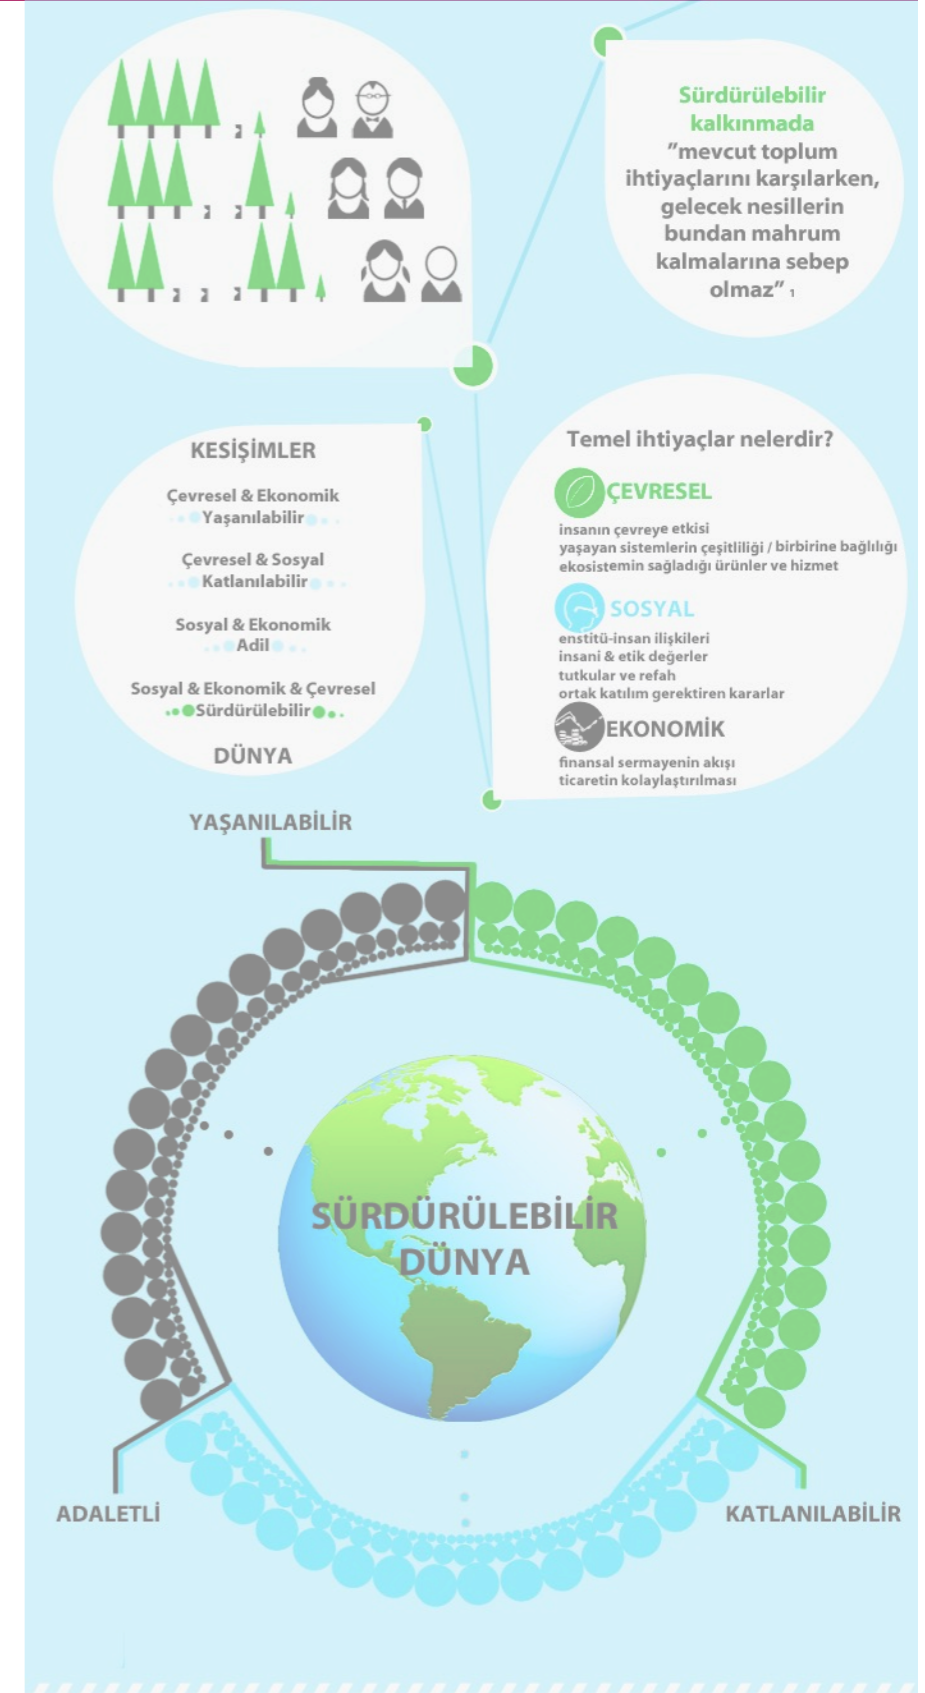 Sürdürülebilir
kalkınmada
”mevcut toplum
ihtiyaçlarını karşılarken,
gelecek nesillerin
bundan mahrum
kalmalarına sebep
olmaz” 1
KESİŞİMLER
Çevresel & Ekonomik
Yaşanılabilir
Çevresel & Sosyal
Katlanılabilir
Sosyal & Ekonomik
Adil
Sosyal & Ekonomik & Çevresel
Sürdürülebilir
DÜNYA
Temel ihtiyaçlar nelerdir?
ÇEVRESEL
insanın çevreye etkisi
yaşayan sistemlerin çeşitliliği / birbirine bağlılığı
ekosistemin sağladığı ürünler ve hizmet
SOSYAL
enstitü-insan ilişkileri
insani & etik değerler
tutkular ve refah
ortak katılım gerektiren kararlar
EKONOMİK
finansal sermayenin akışı
ticaretin kolaylaştırılması
YAŞANILABİLİR
SÜRDÜRÜLEBİLİR
DÜNYA
ADALETLİ
KATLANILABİLİR